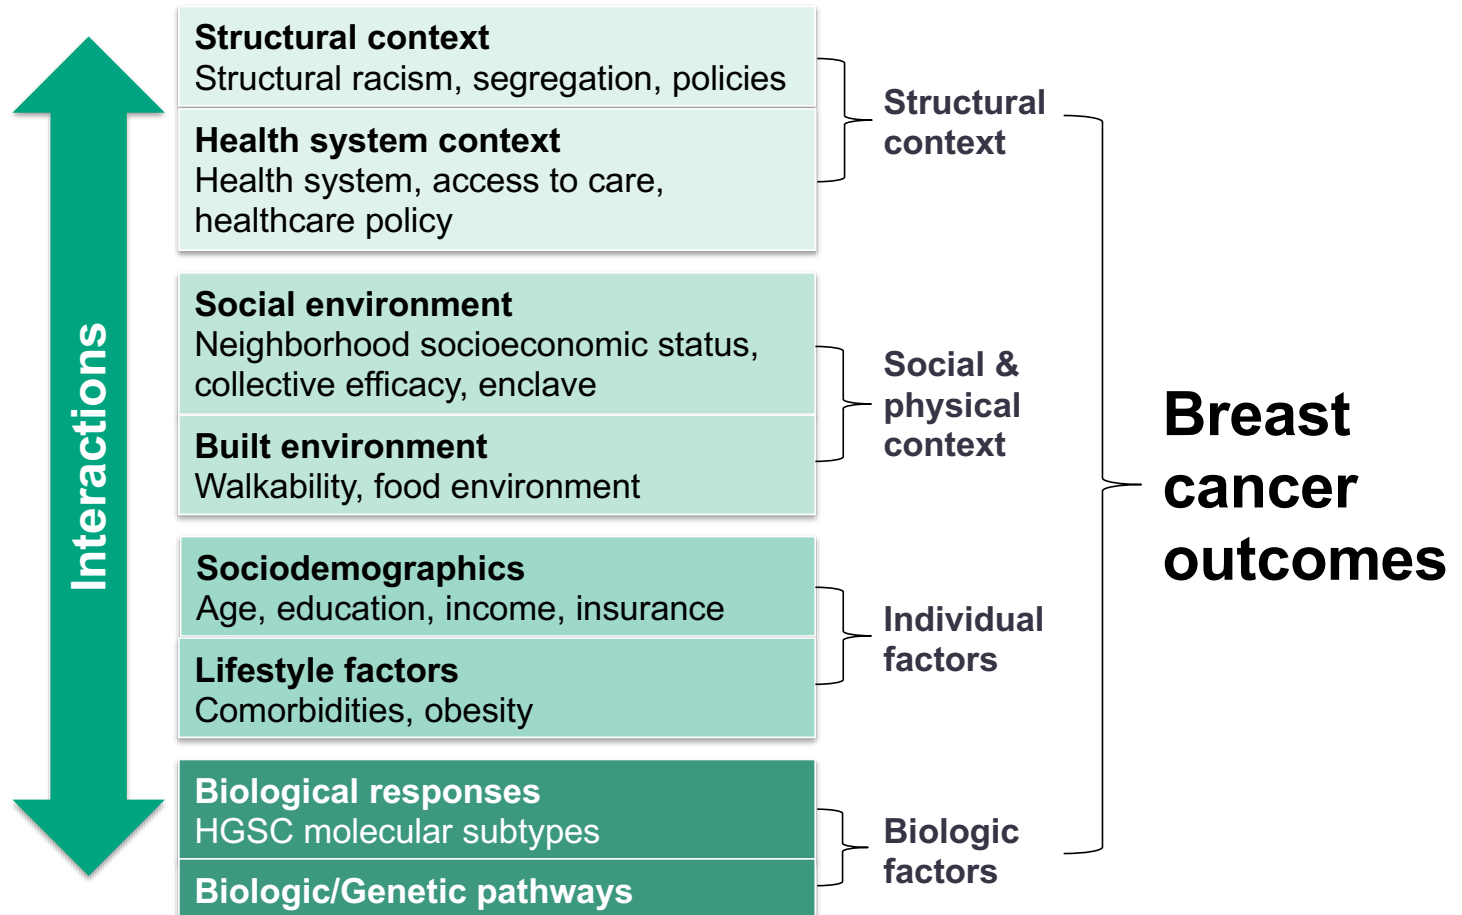 Interactions
Structural context
Structural racism, segregation, policies
Health system context
Health system, access to care,
healthcare policy
Structural
context
Social environment
Neighborhood socioeconomic status,
collective efficacy, enclave
Built environment
Walkability, food environment
Social &
physical
context
Sociodemographics
Age, education, income, insurance
Lifestyle factors
Comorbidities, obesity
Individual
factors
Biological responses
HGSC molecular subtypes
Biologic/Genetic pathways
Biologic
factors
Breast
cancer
outcomes